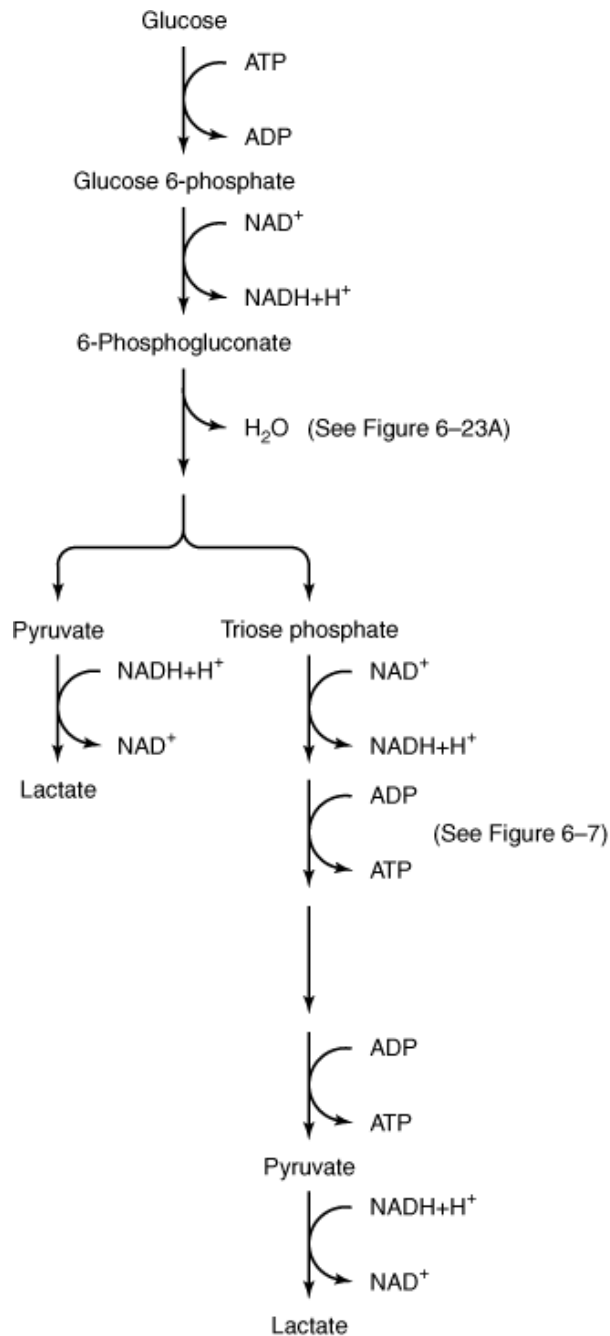 Glucose
ATP
ADP
Glucose 6-phosphate
NAD⁺
NADH+H⁺
6-Phosphogluconate
H₂O (See Figure 6–23A)
Pyruvate Triose phosphate
NADH+H⁺ NAD⁺
NAD⁺ NADH+H⁺
Lactate
ADP
(See Figure 6–7)
ATP
ADP
ATP
Pyruvate
NADH+H⁺
NAD⁺
Lactate